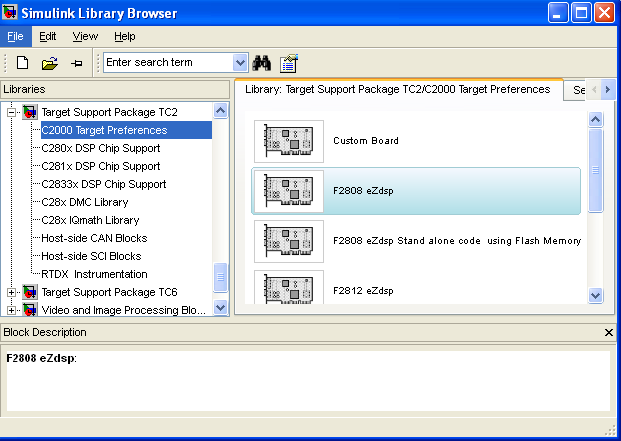 Simulink Library Browser
File Edit View Help
Enter search term
Libraries
Library: Target Support Package TC2/C2000 Target Preferences
Se
Target Support Package TC2
C2000 Target Preferences
C280x DSP Chip Support
C281x DSP Chip Support
C2833x DSP Chip Support
C28x DMC Library
C28x IQmath Library
Host-side CAN Blocks
Host-side SCI Blocks
RTDX Instrumentation
Target Support Package TC6
Video and Image Processing Blo...
Custom Board
F2808 eZdsp
F2808 eZdsp Stand alone code using Flash Memory
F2812 eZdsp
Block Description
F2808 eZdsp: